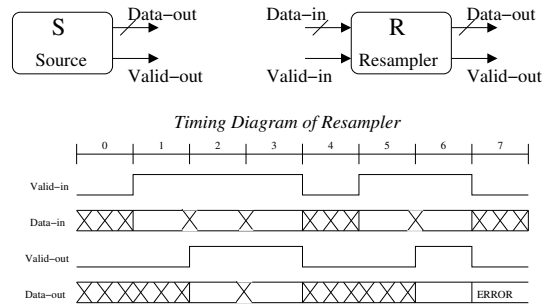 S
Source
Data-out
Valid-out
Data-in
Valid-in
R
Resampler
Data-out
Valid-out
Timing Diagram of Resampler
0 1 2 3 4 5 6 7
Valid-in
Data-in
Valid-out
Data-out ERROR